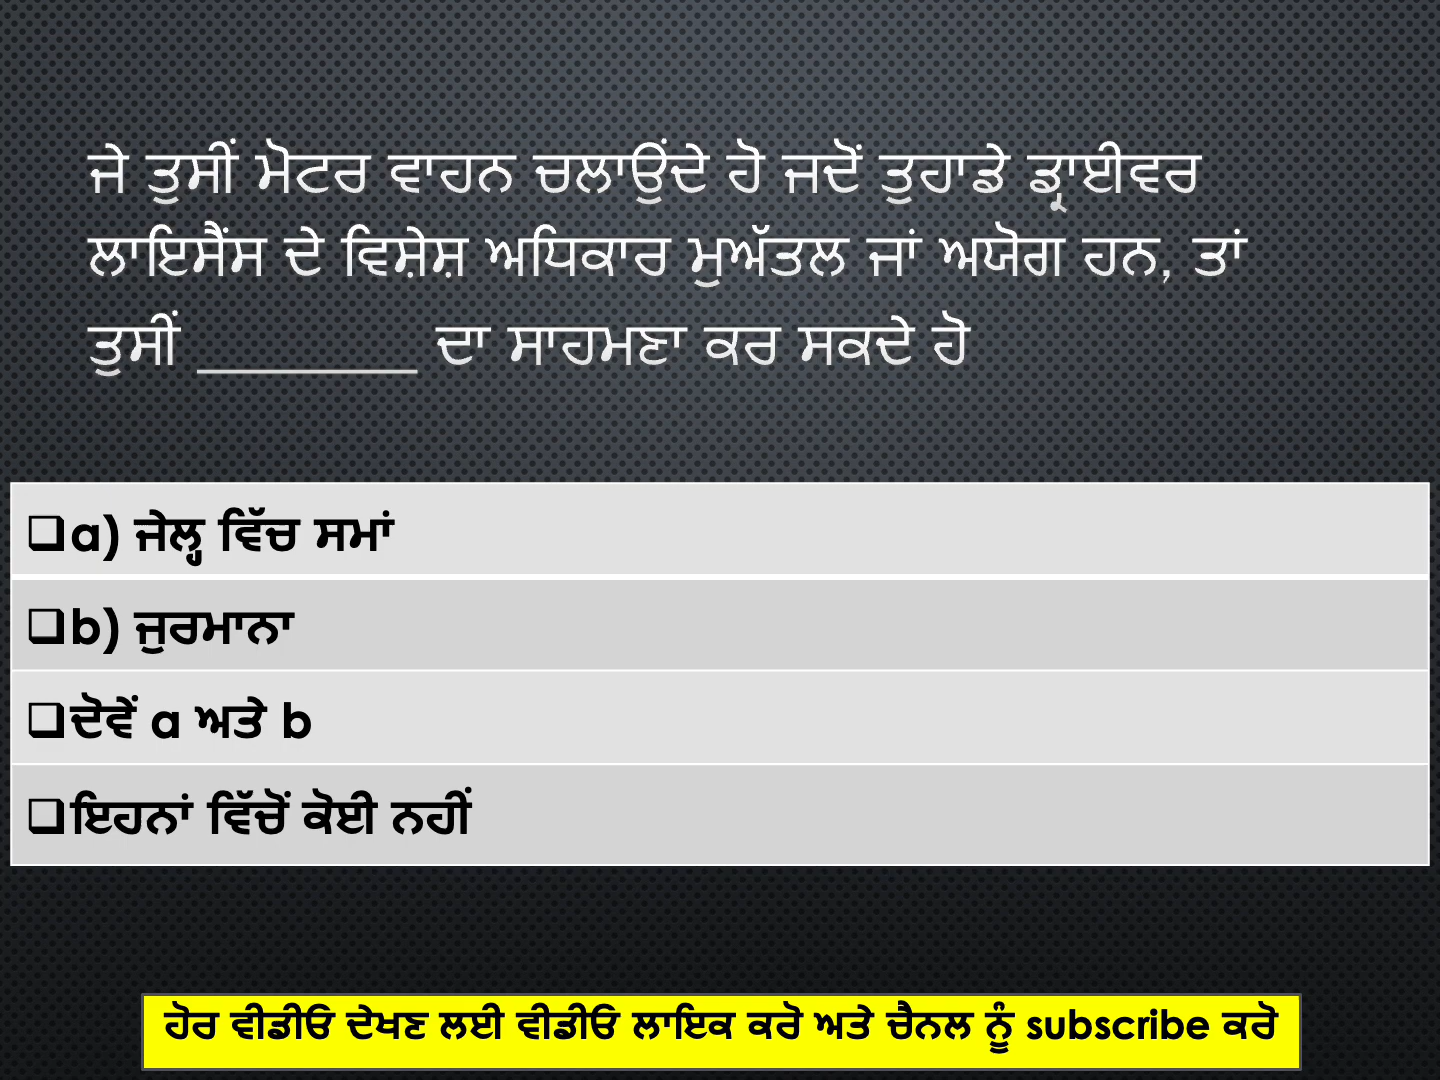 ਜੇ ਤੁਸੀਂ ਮੋਟਰ ਵਾਹਨ ਚਲਾਉਂਦੇ ਹੋ ਜਦੋਂ ਤੁਹਾਡੇ ਡ੍ਰਾਈਵਰ
ਲਾਇਸੈਂਸ ਦੇ ਵਿਸ਼ੇਸ਼ ਅਧਿਕਾਰ ਮੁਅੱਤਲ ਜਾਂ ਅਯੋਗ ਹਨ, ਤਾਂ
ਤੁਸੀਂ ________ ਦਾ ਸਾਹਮਣਾ ਕਰ ਸਕਦੇ ਹੋ
❑a) ਜੇਲ੍ਹ ਵਿੱਚ ਸਮਾਂ
❑b) ਜੁਰਮਾਨਾ
❑ਦੋਵੇਂ a ਅਤੇ b
❑ਇਹਨਾਂ ਵਿੱਚੋਂ ਕੋਈ ਨਹੀਂ
ਹੋਰ ਵੀਡੀਓ ਦੇਖਣ ਲਈ ਵੀਡੀਓ ਲਾਇਕ ਕਰੋ ਅਤੇ ਚੈਨਲ ਨੂੰ subscribe ਕਰੋ